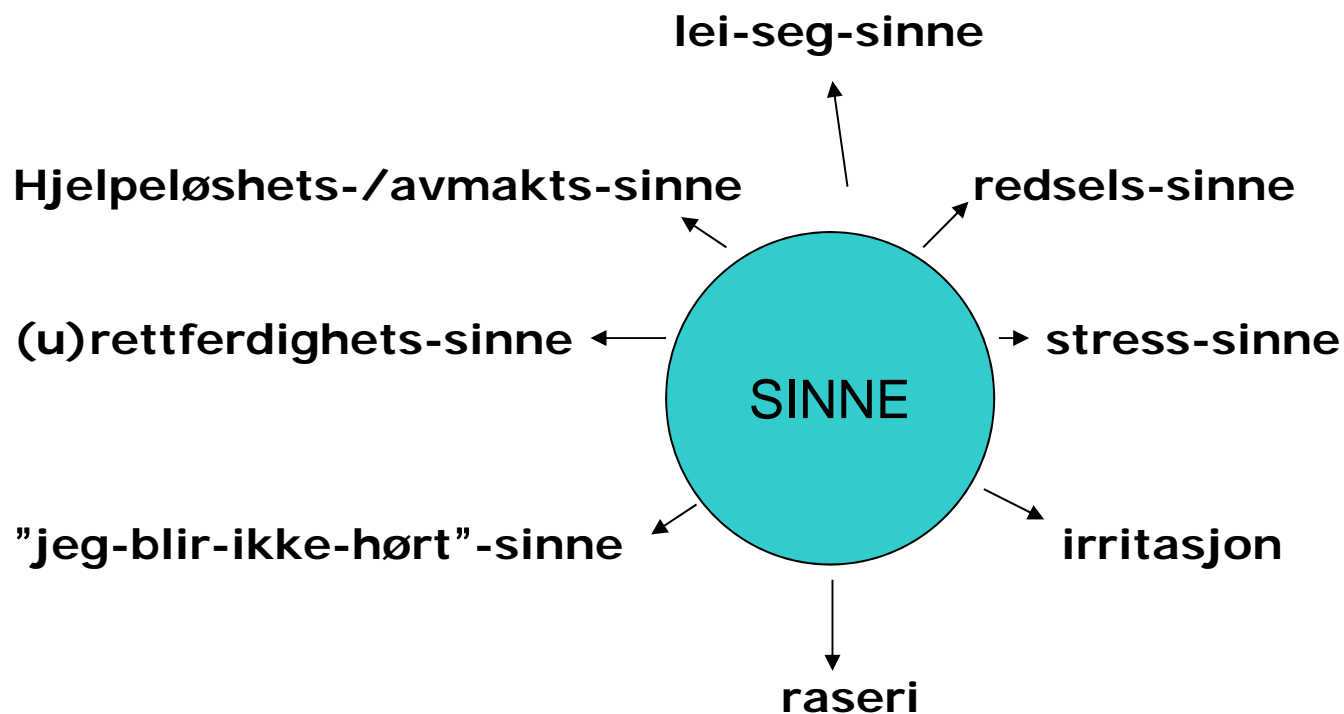 lei-seg-sinne
Hjelpeløshets-/avmakts-sinne
redsels-sinne
(u)rettferdighets-sinne
stress-sinne
SINNE
”jeg-blir-ikke-hørt”-sinne
irritasjon
raseri